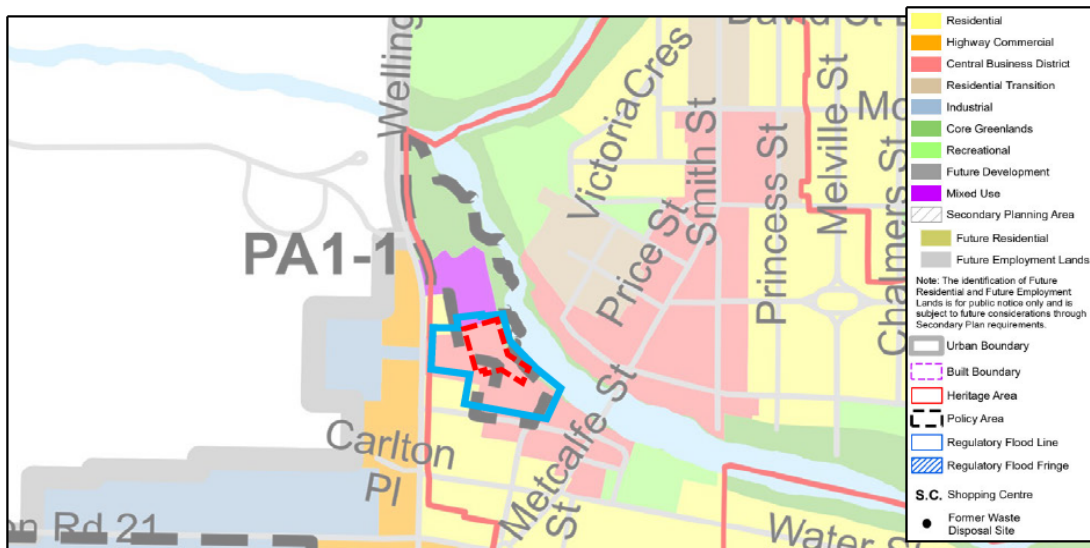 Welling
Victoria Cres
Price St
Smith St
Princess St
Melville St
Chalmers St
PA1-1
Carlton
Pl
Metcalfe St
Water S
on Rd 21
Residential
Highway Commercial
Central Business District
Residential Transition
Industrial
Core Greenlands
Recreational
Future Development
Mixed Use
Secondary Planning Area
Future Residential
Future Employment Lands
Note: The identification of Future
Residential and Future Employment
Lands is for public notice only and is
subject to future considerations through
Secondary Plan requirements.
Urban Boundary
Built Boundary
Heritage Area
Policy Area
Regulatory Flood Line
Regulatory Flood Fringe
S.C. Shopping Centre
Former Waste
Disposal Site